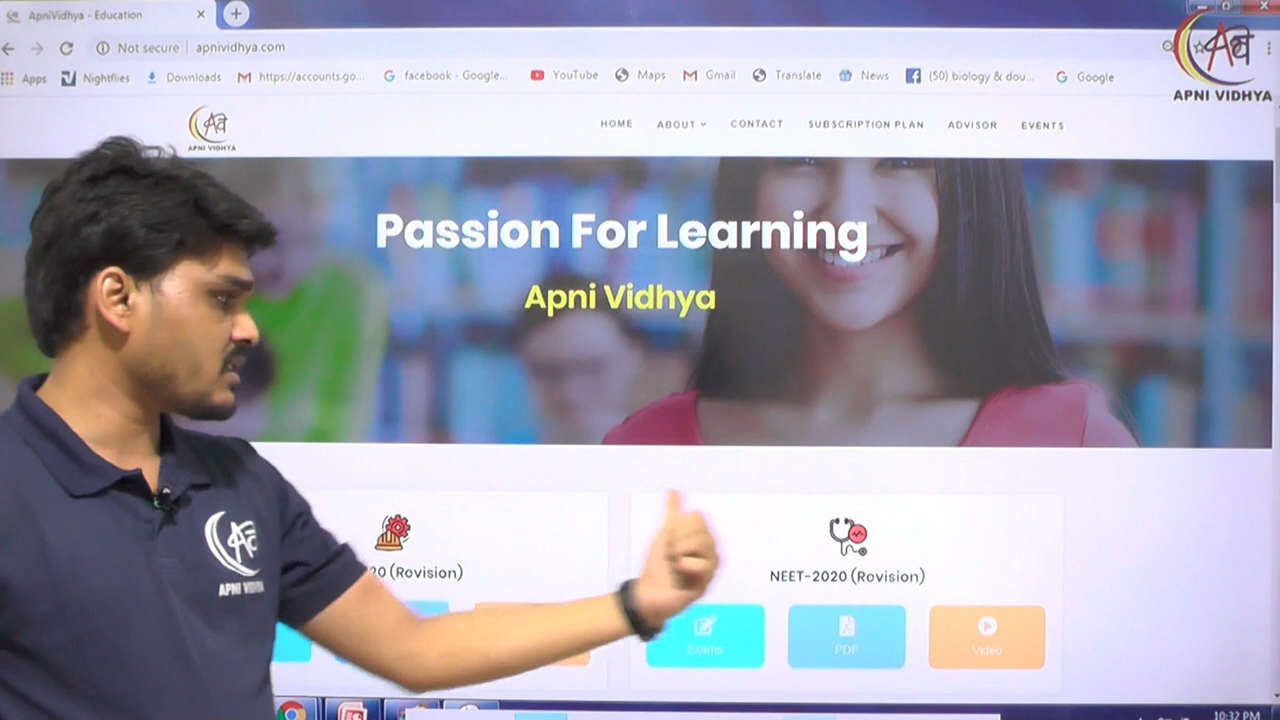 ApniVidhya - Education
Not secure | apnividhya.com
Apps Nightflies Downloads https://accounts.go... facebook - Google... YouTube Maps Gmail Translate News (50) biology & dou... Google
APNI VIDHYA
APNI VIDHYA
HOME ABOUT CONTACT SUBSCRIPTION PLAN ADVISOR EVENTS
Passion For Learning
Apni Vidhya
APNI VIDHYA
20 (Revision)
NEET-2020 (Revision)
Exams PDF Video
10:32 PM